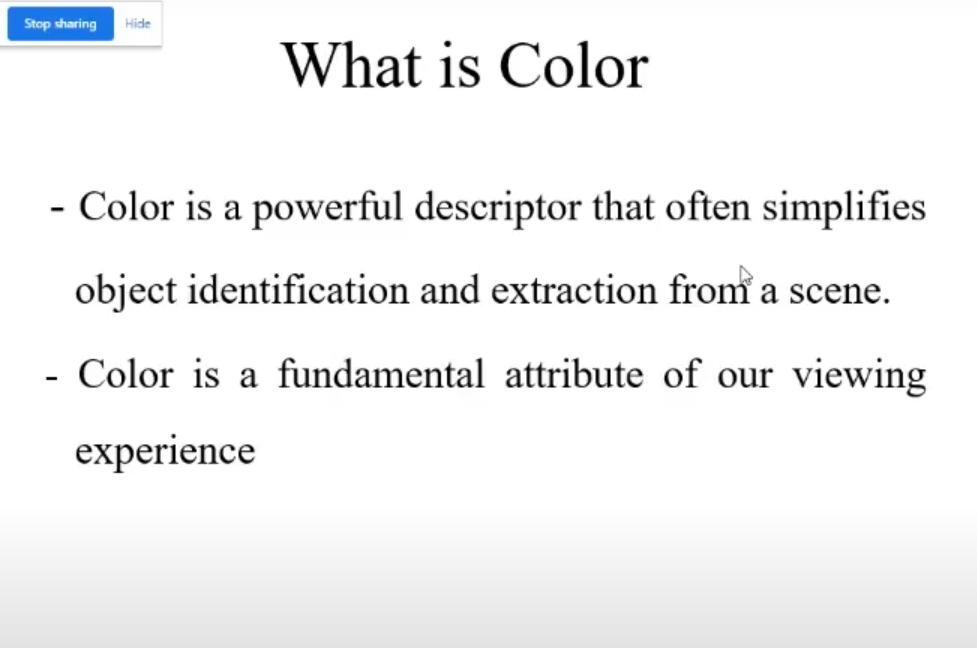 Stop sharing Hide
What is Color
- Color is a powerful descriptor that often simplifies
object identification and extraction from a scene.
- Color is a fundamental attribute of our viewing
experience